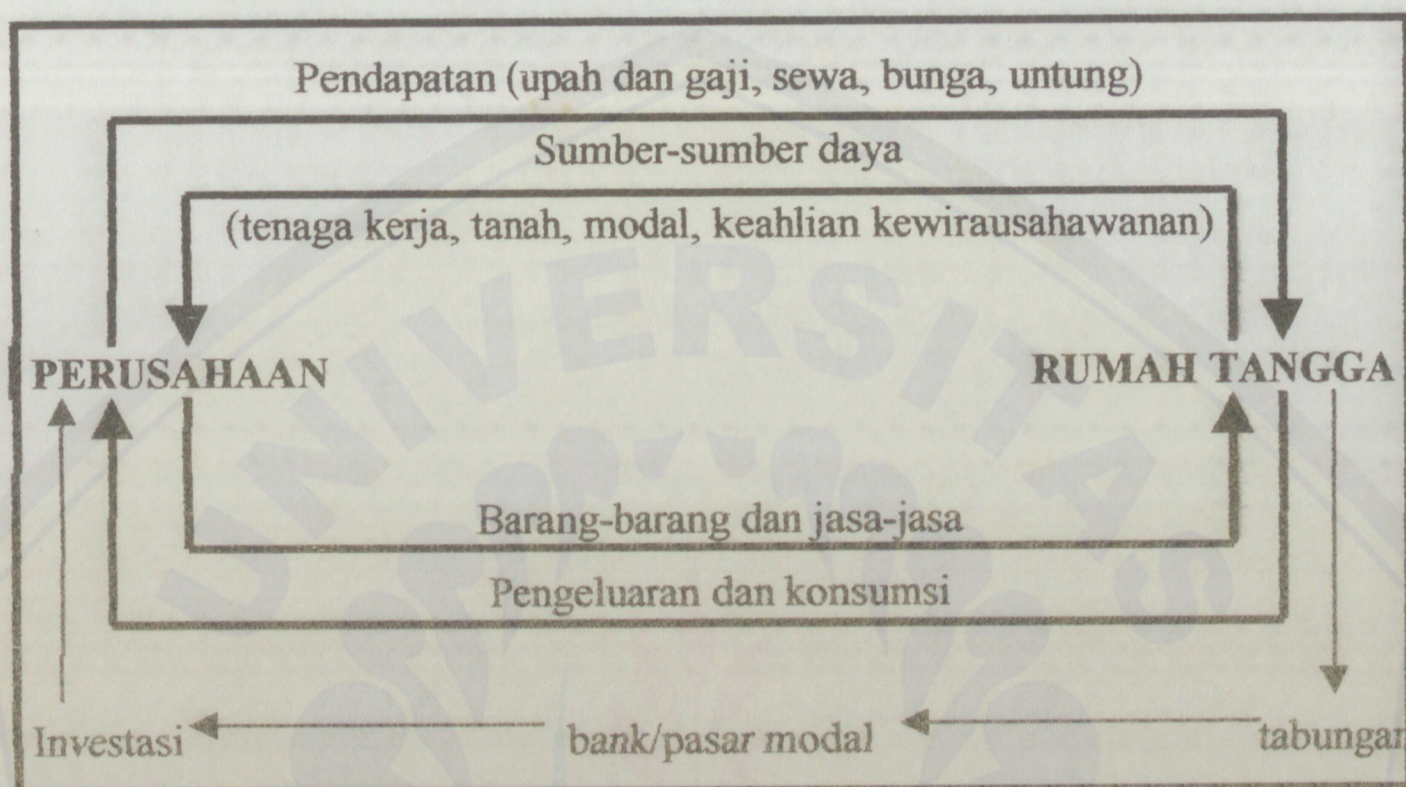 Pendapatan (upah dan gaji, sewa, bunga, untung)
Sumber-sumber daya
(tenaga kerja, tanah, modal, keahlian kewirausahawanan)
UNIVERSITAS
PERUSAHAAN
RUMAH TANGGA
Barang-barang dan jasa-jasa
Pengeluaran dan konsumsi
Investasi
bank/pasar modal
tabungan